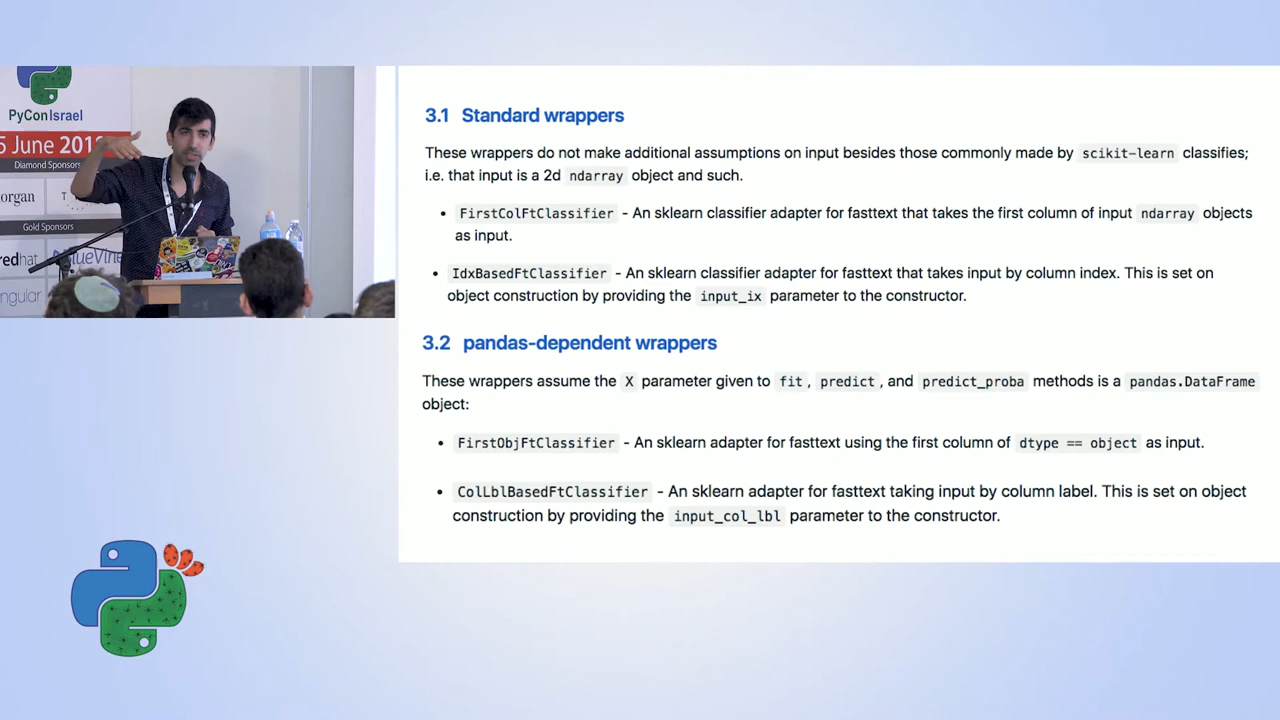 PyConIsrael
5 June 201
Diamond Sponsors
organ
Gold Sponsors
edhat
lueVine
ngular
3.1 Standard wrappers
These wrappers do not make additional assumptions on input besides those commonly made by scikit-learn classifies;
i.e. that input is a 2d ndarray object and such.
• FirstColFtClassifier - An sklearn classifier adapter for fasttext that takes the first column of input ndarray objects
as input.
• IdxBasedFtClassifier - An sklearn classifier adapter for fasttext that takes input by column index. This is set on
object construction by providing the input_ix parameter to the constructor.
3.2 pandas-dependent wrappers
These wrappers assume the X parameter given to fit, predict, and predict_proba methods is a pandas.DataFrame
object:
• FirstObjFtClassifier - An sklearn adapter for fasttext using the first column of dtype == object as input.
• ColLblBasedFtClassifier - An sklearn adapter for fasttext taking input by column label. This is set on object
construction by providing the input_col_lbl parameter to the constructor.